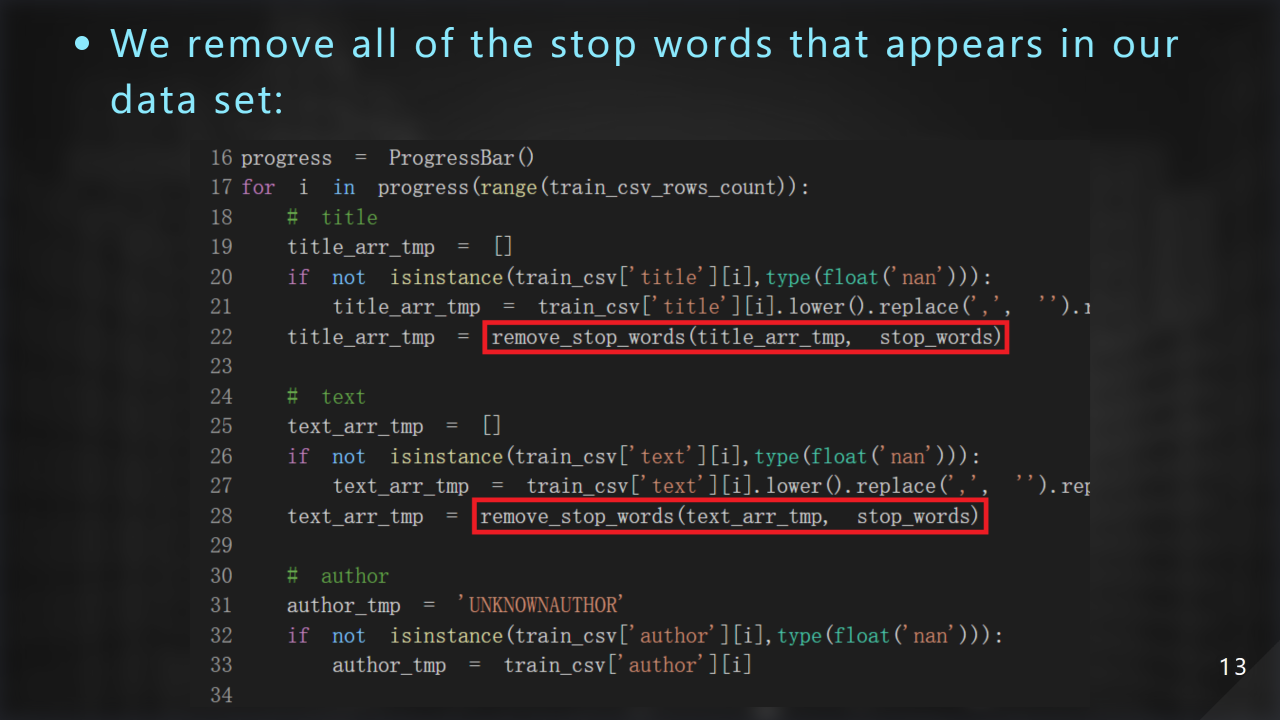 • We remove all of the stop words that appears in our
data set:
16 progress = ProgressBar()
17 for i in progress(range(train_csv_rows_count)):
18 # title
19 title_arr_tmp = []
20 if not isinstance(train_csv['title'][i],type(float('nan'))):
21 title_arr_tmp = train_csv['title'][i].lower().replace(',', '').r
22 title_arr_tmp = remove_stop_words(title_arr_tmp, stop_words)
23
24 # text
25 text_arr_tmp = []
26 if not isinstance(train_csv['text'][i],type(float('nan'))):
27 text_arr_tmp = train_csv['text'][i].lower().replace(',', '').rep
28 text_arr_tmp = remove_stop_words(text_arr_tmp, stop_words)
29
30 # author
31 author_tmp = 'UNKNOWNAUTHOR'
32 if not isinstance(train_csv['author'][i],type(float('nan'))):
33 author_tmp = train_csv['author'][i]
34
13